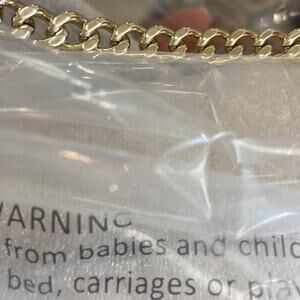 WARNING
from babies and child
bed, carriages or pla